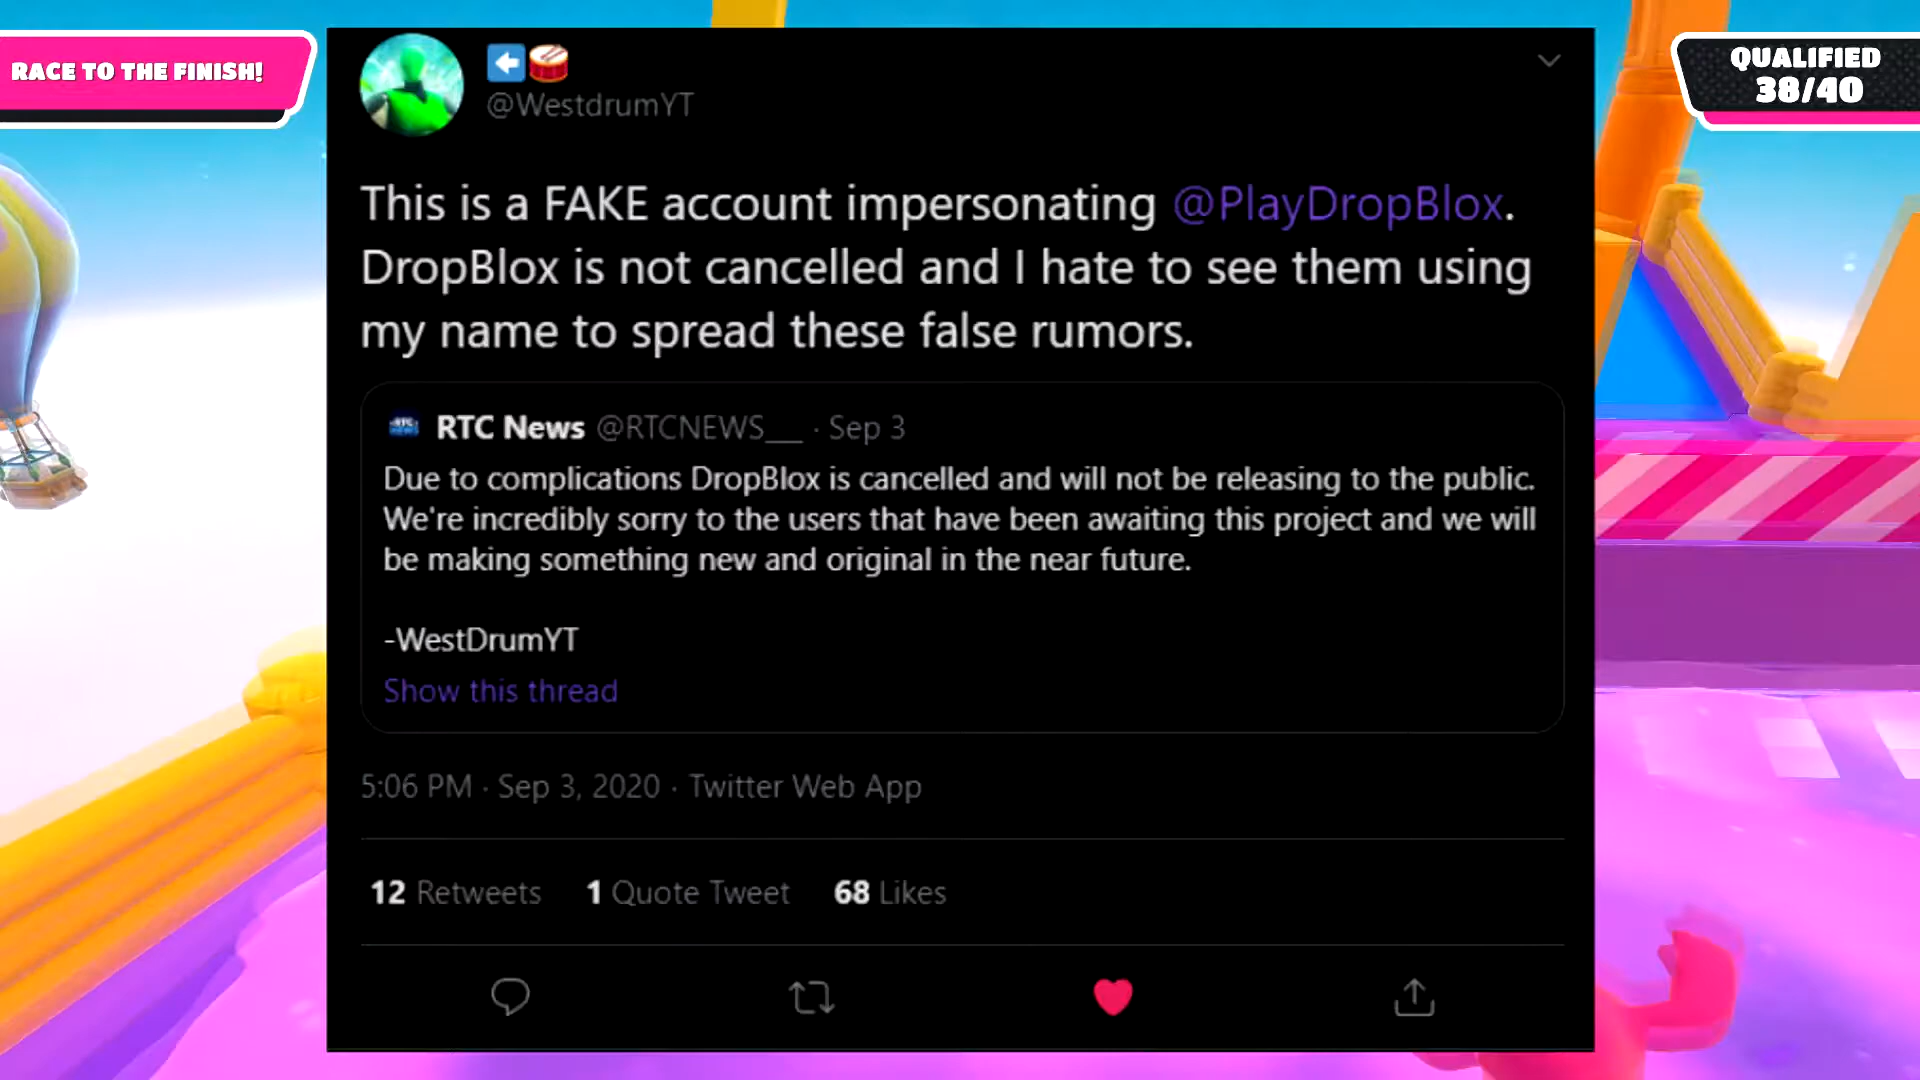 RACE TO THE FINISH!
QUALIFIED
38/40
⬅️🥁
@WestdrumYT
This is a FAKE account impersonating @PlayDropBlox.
DropBlox is not cancelled and I hate to see them using
my name to spread these false rumors.
RTC News @RTCNEWS__ · Sep 3
Due to complications DropBlox is cancelled and will not be releasing to the public.
We're incredibly sorry to the users that have been awaiting this project and we will
be making something new and original in the near future.
-WestDrumYT
Show this thread
5:06 PM · Sep 3, 2020 · Twitter Web App
12 Retweets 1 Quote Tweet 68 Likes